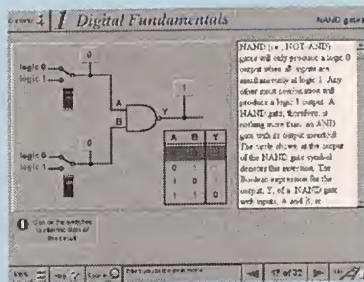 1 Digital Fundamentals
NAND gates
NAND (i.e., NOT-AND)
gates will only produce a logic 0
output when all inputs are
simultaneously at logic 1. Any
other input combination will
produce a logic 1 output. A
NAND gate, therefore, is
nothing more than an AND
gate with its output inverted.
The circle shown at the output
of the NAND gate symbol
denotes this inversion. The
Boolean expression for the
output, Y, of a NAND gate
with inputs, A and B, is
0
logic 0
logic 1
1
A
B
Y
0
logic 0
logic 1
A B Y
0 1
1 0
1 1 0
Click on the switches
to alter the state of
the circuit
17 of 32